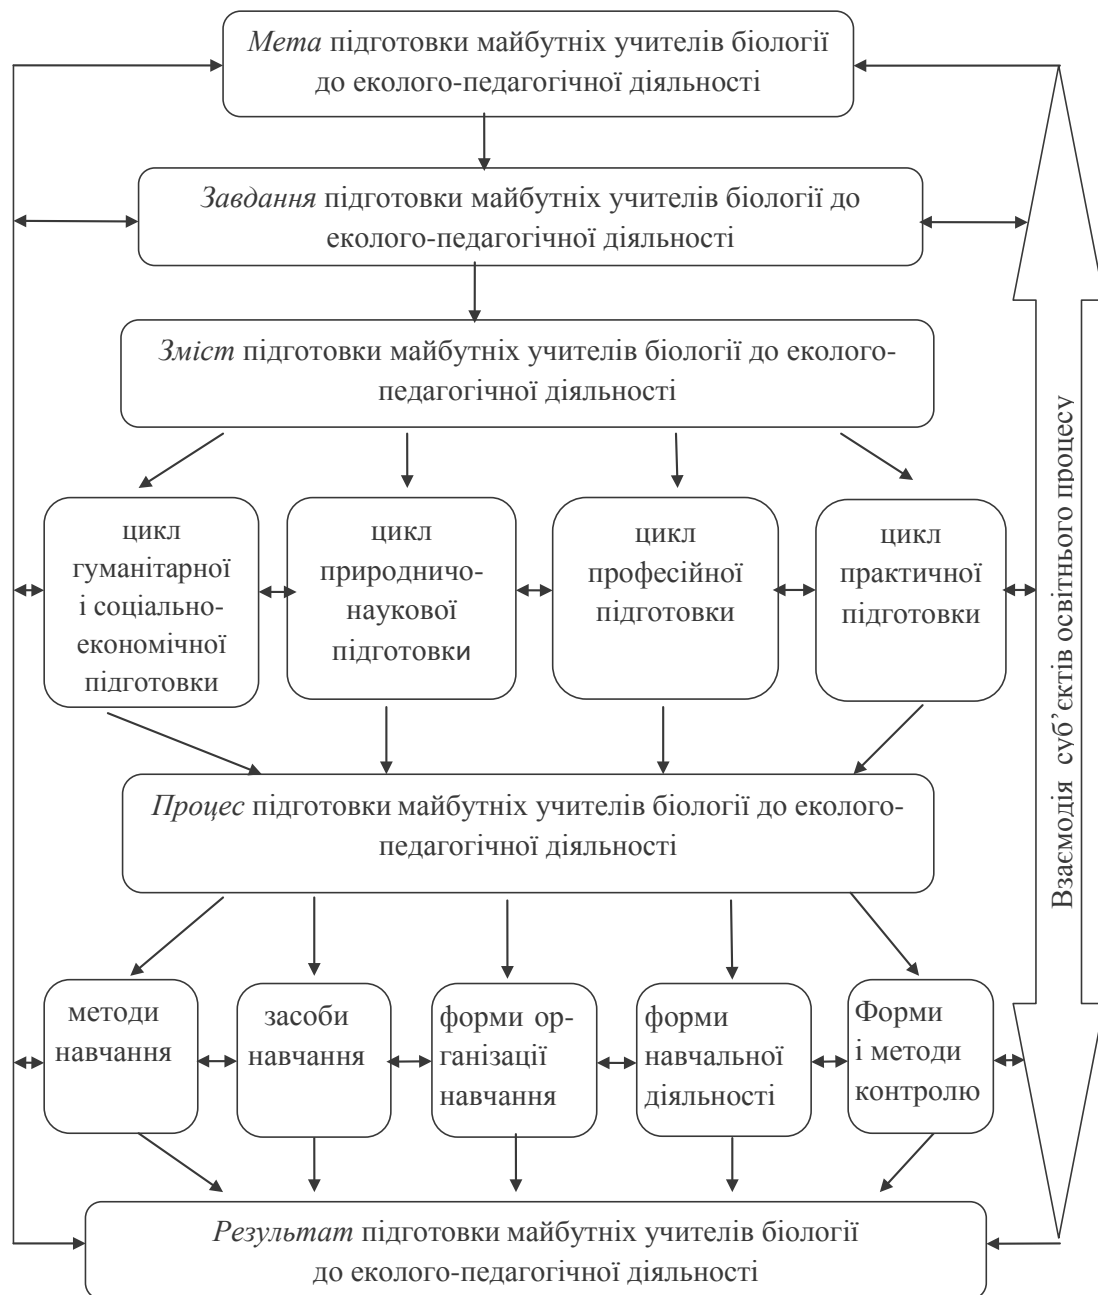 Мета підготовки майбутніх учителів біології
до еколого-педагогічної діяльності
Завдання підготовки майбутніх учителів біології до
еколого-педагогічної діяльності
Зміст підготовки майбутніх учителів біології до еколого-
педагогічної діяльності
цикл
гуманітарної
і соціально-
економічної
підготовки
цикл
природничо-
наукової
підготовки
цикл
професійної
підготовки
цикл
практичної
підготовки
Процес підготовки майбутніх учителів біології до еколого-
педагогічної діяльності
методи
навчання
засоби
навчання
форми ор-
ганізації
навчання
форми
навчальної
діяльності
Форми
і методи
контролю
Результат підготовки майбутніх учителів біології
до еколого-педагогічної діяльності
Взаємодія суб’єктів освітнього процесу